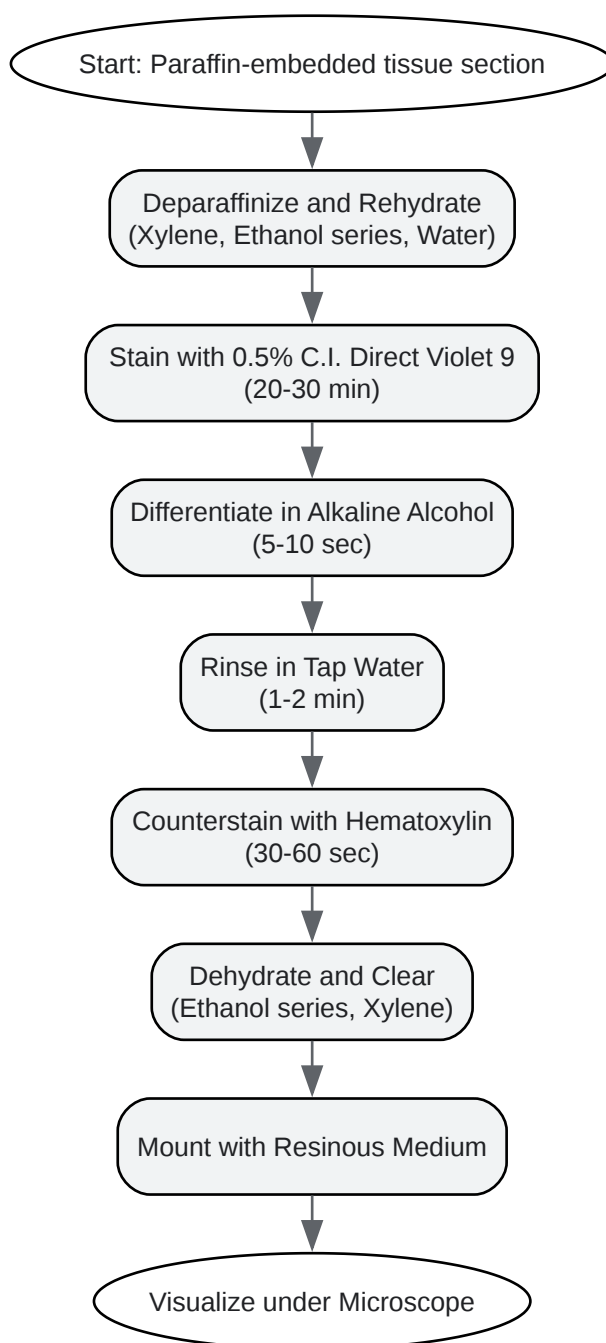 Start: Paraffin-embedded tissue section
Deparaffinize and Rehydrate
(Xylene, Ethanol series, Water)
Stain with 0.5% C.I. Direct Violet 9
(20-30 min)
Differentiate in Alkaline Alcohol
(5-10 sec)
Rinse in Tap Water
(1-2 min)
Counterstain with Hematoxylin
(30-60 sec)
Dehydrate and Clear
(Ethanol series, Xylene)
Mount with Resinous Medium
Visualize under Microscope